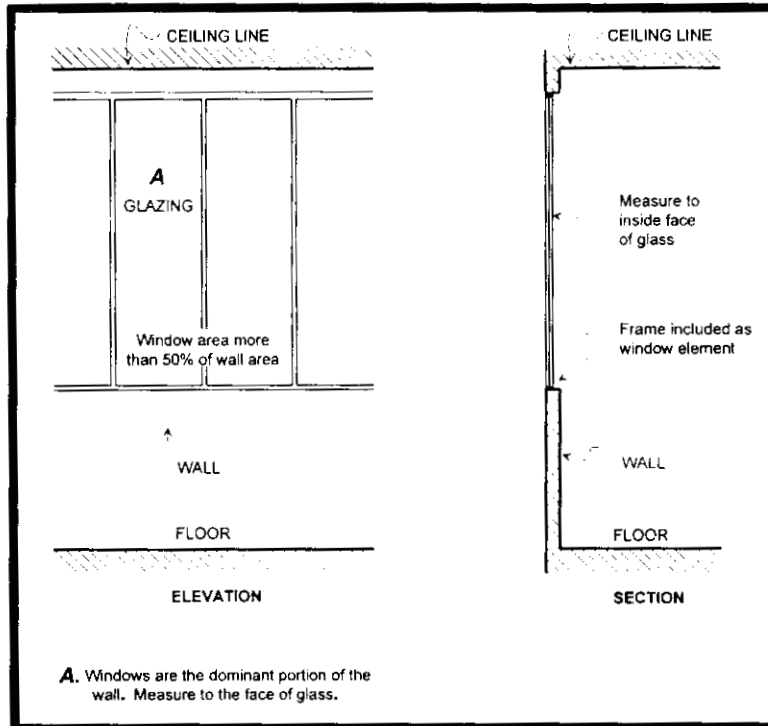 CEILING LINE
A
GLAZING
Window area more
than 50% of wall area
WALL
FLOOR
ELEVATION
CEILING LINE
Measure to
inside face
of glass
Frame included as
window element
WALL
FLOOR
SECTION
A. Windows are the dominant portion of the
wall. Measure to the face of glass.